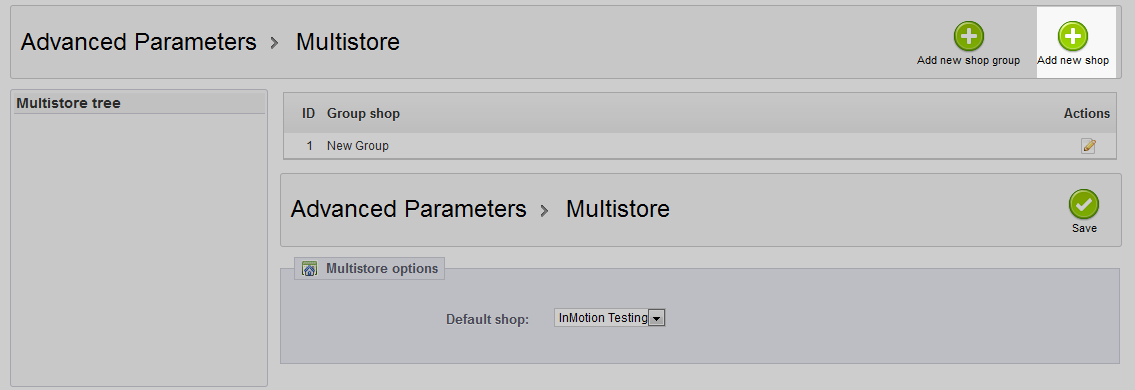 Advanced Parameters > Multistore
Add new shop group
Add new shop
Multistore tree
ID Group shop Actions
1 New Group
Advanced Parameters > Multistore
Save
Multistore options
Default shop: InMotion Testing